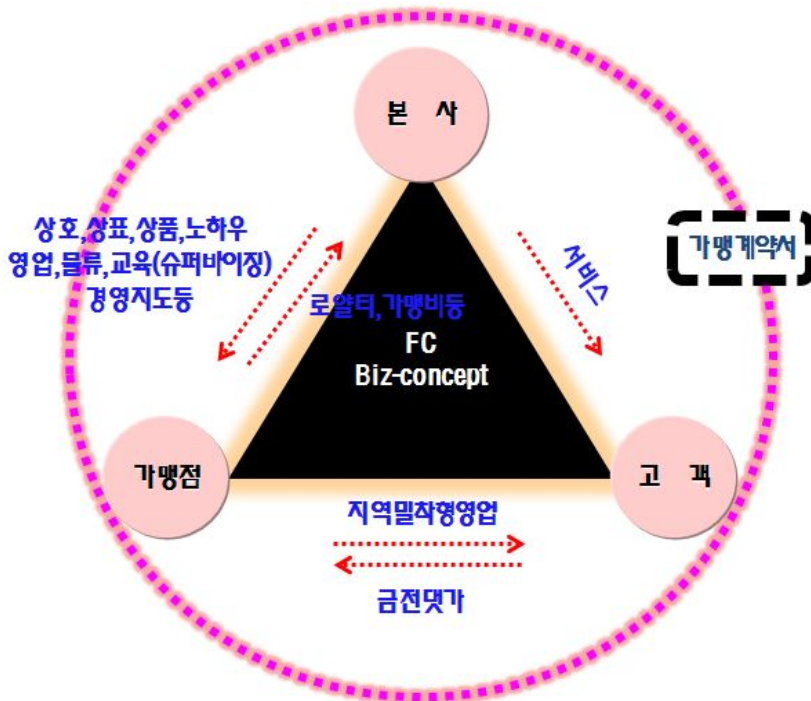 본 사
상호,상표,상품,노하우
영업,물류,교육(슈퍼바이징)
경영지도등
서비스
가맹계약서
로얄티,가맹비등
FC
Biz-concept
가맹점
고 객
지역밀착형영업
금전댓가